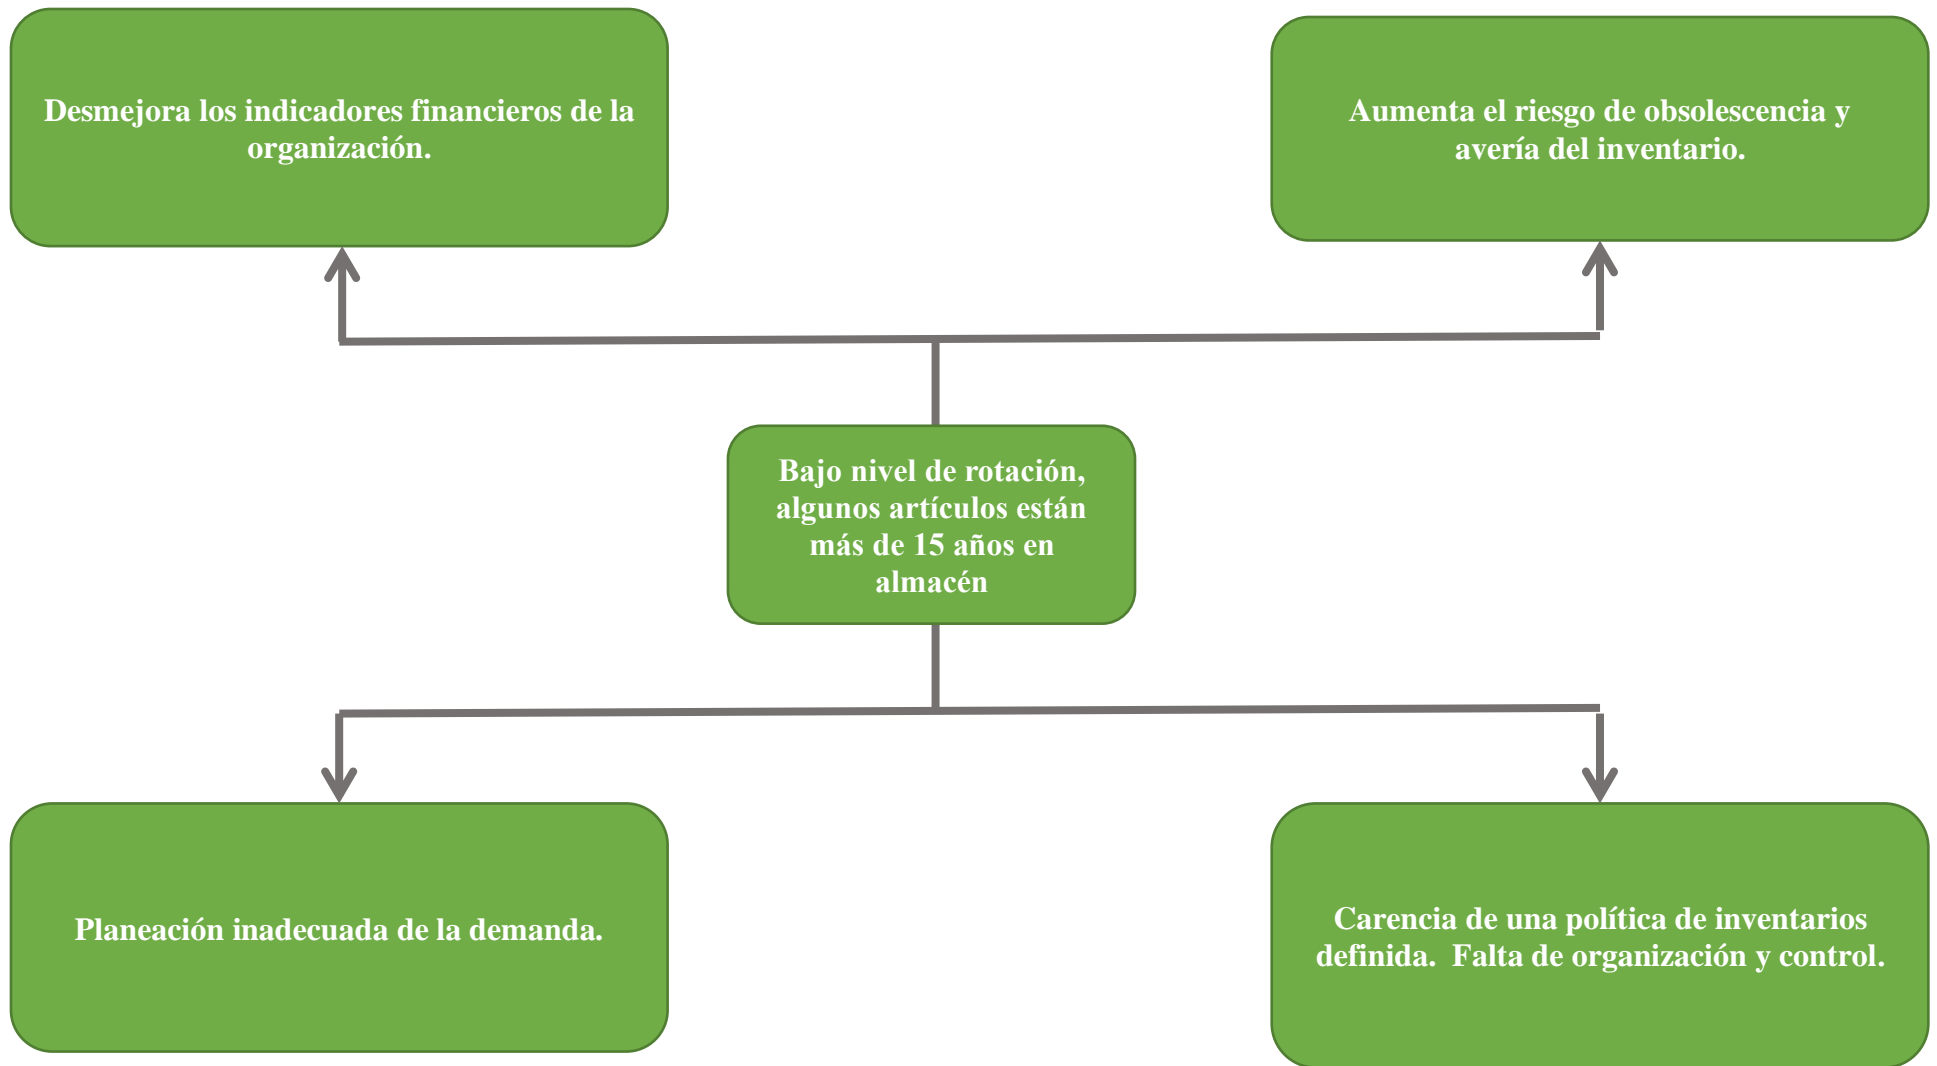 Desmejora los indicadores financieros de la
organización.
Aumenta el riesgo de obsolescencia y
avería del inventario.
Bajo nivel de rotación,
algunos artículos están
más de 15 años en
almacén
Planeación inadecuada de la demanda.
Carencia de una política de inventarios
definida.  Falta de organización y control.